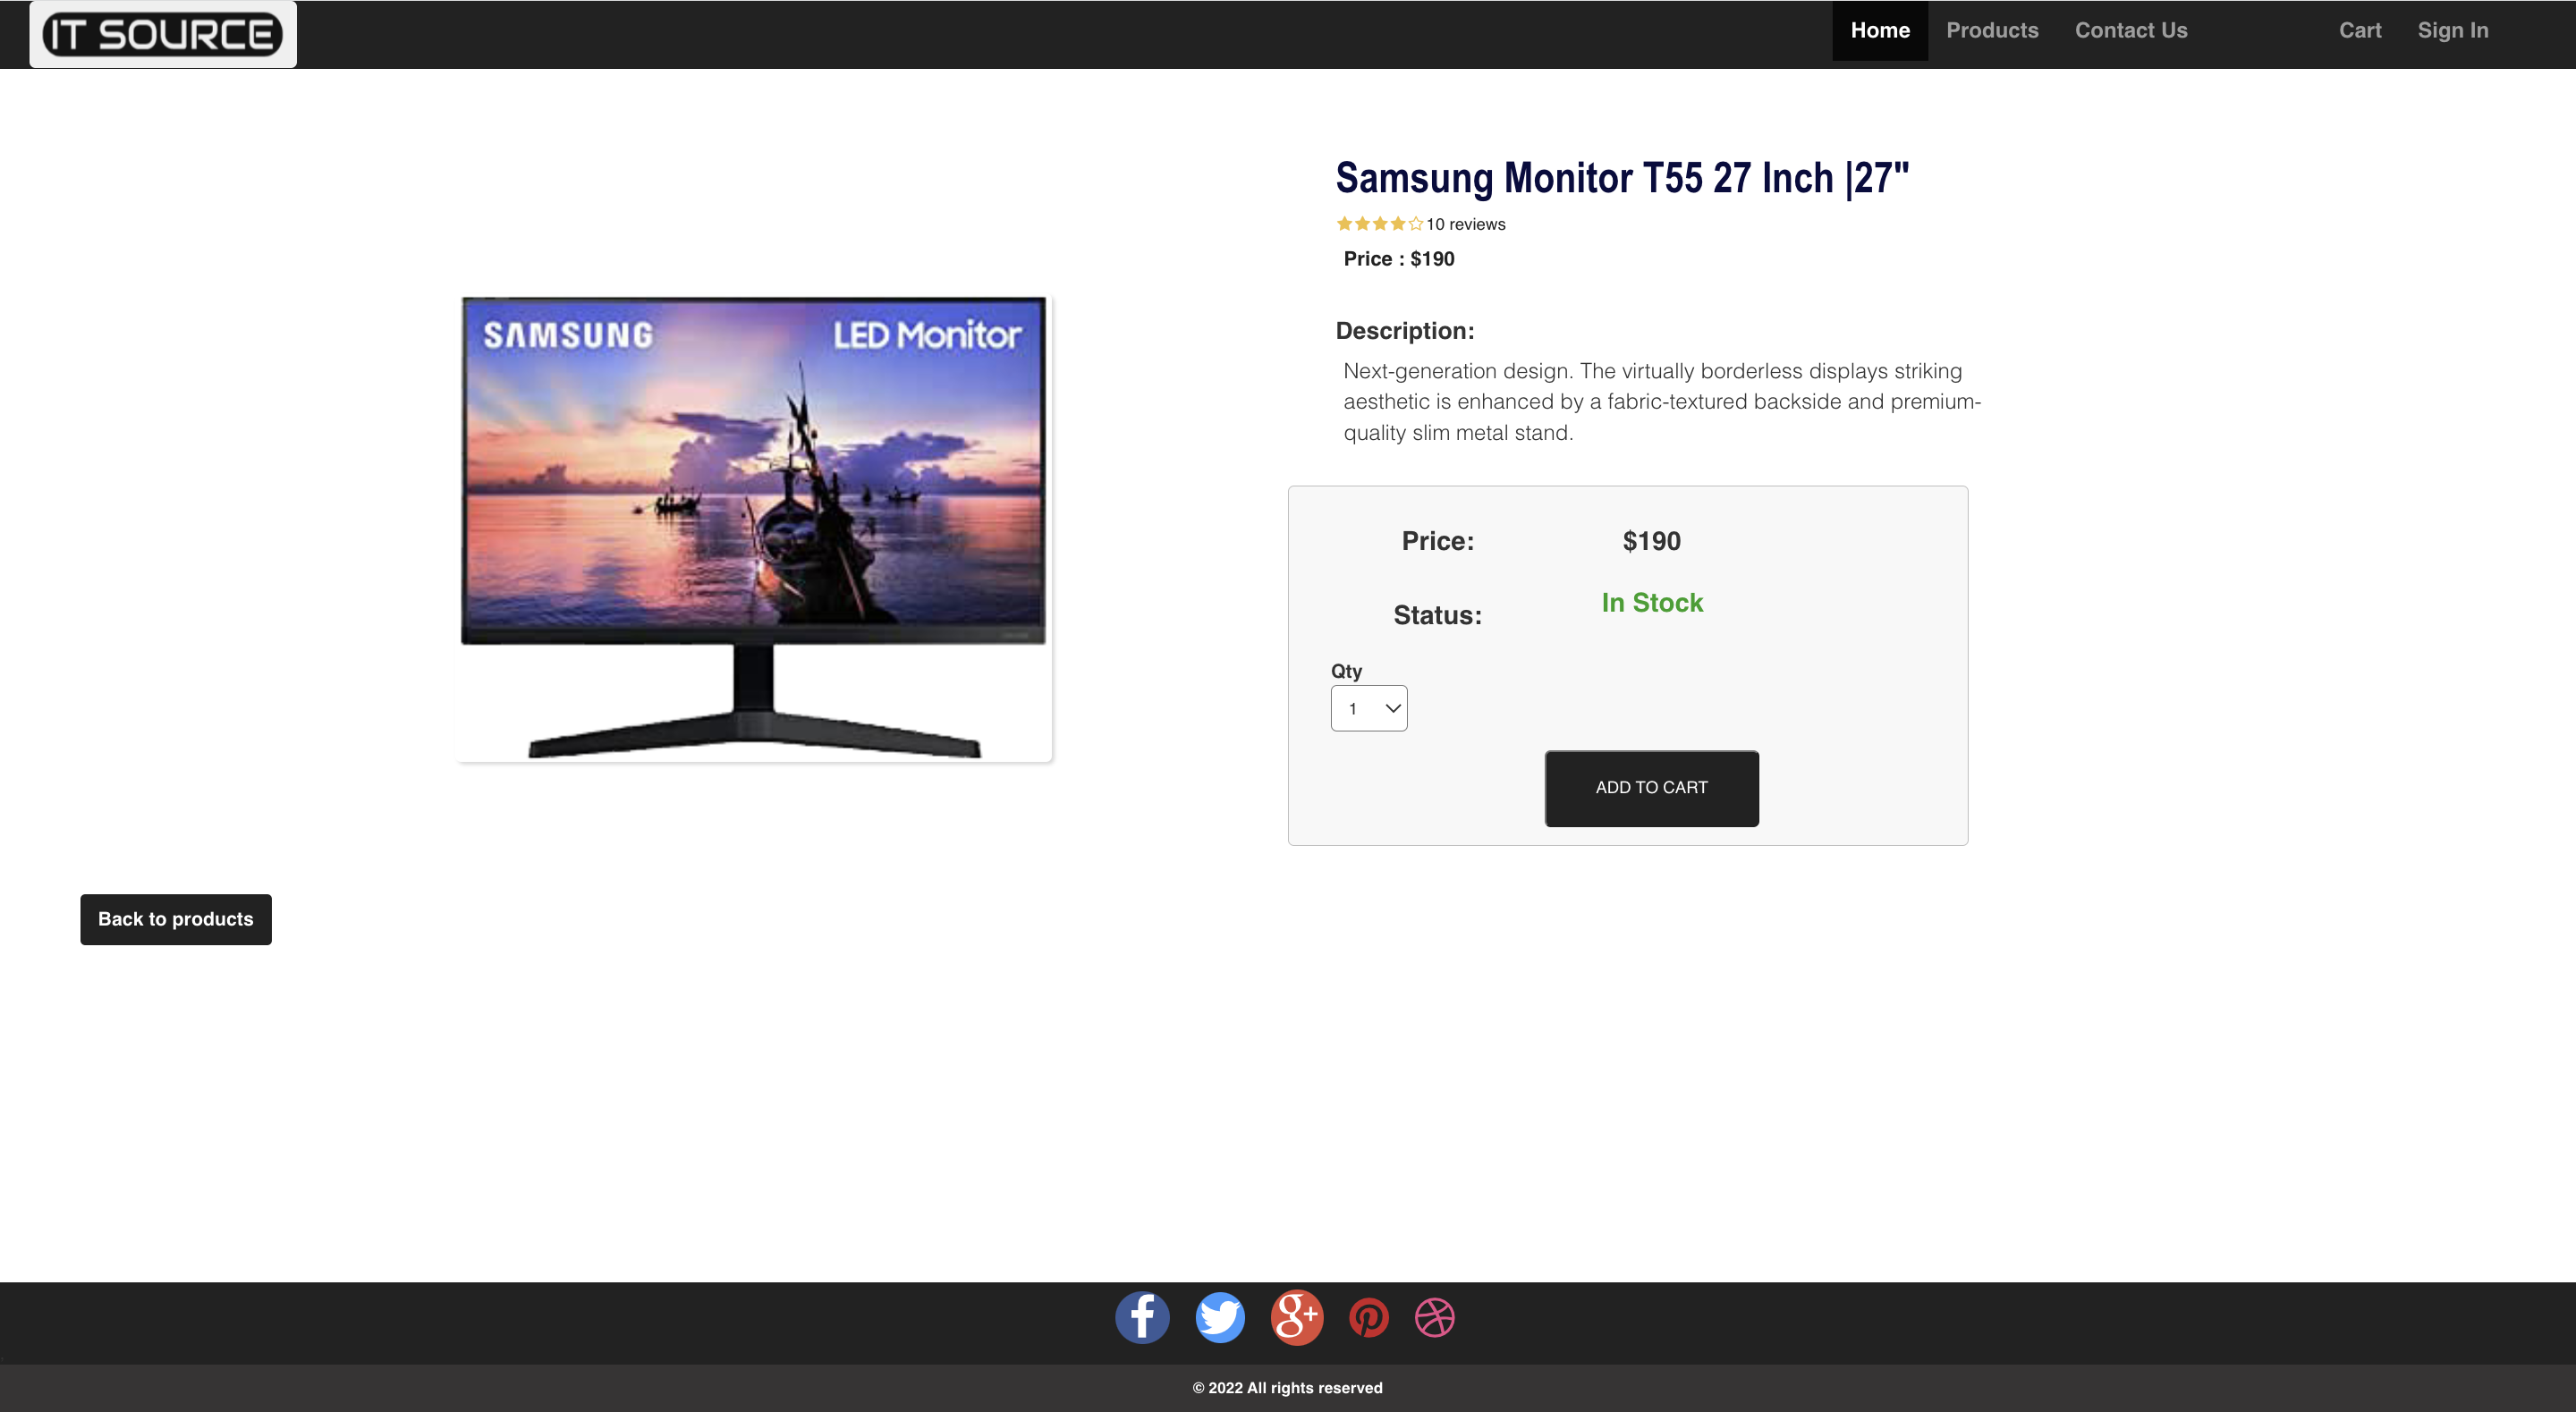 IT SOURCE
Home Products Contact Us Cart Sign In
Samsung Monitor T55 27 Inch |27"
10 reviews
Price : $190
SAMSUNG LED Monitor
Description:
Next-generation design. The virtually borderless displays striking
aesthetic is enhanced by a fabric-textured backside and premium-
quality slim metal stand.
Price: $190
Status: In Stock
Qty
1
ADD TO CART
Back to products
f g+
© 2022 All rights reserved